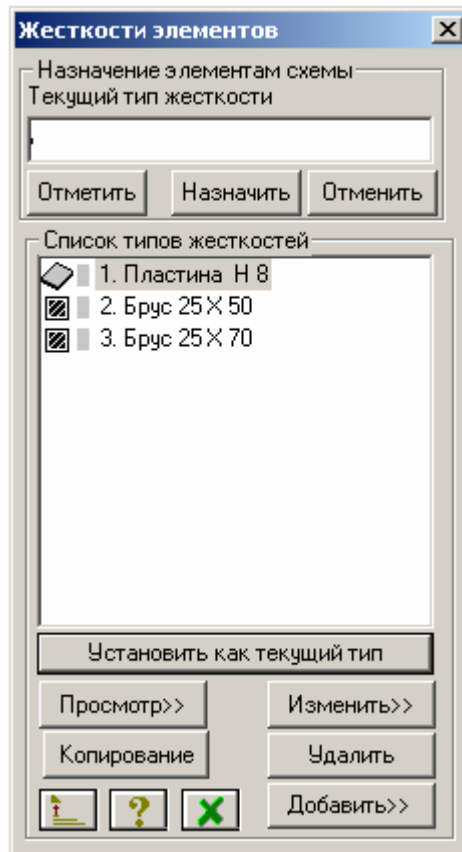 Жесткости элементов
Назначение элементам схемы
Текущий тип жесткости
Отметить Назначить Отменить
Список типов жесткостей
1. Пластина H 8
2. Брус 25 X 50
3. Брус 25 X 70
Установить как текущий тип
Просмотр>> Изменить>>
Копирование Удалить
Добавить>>